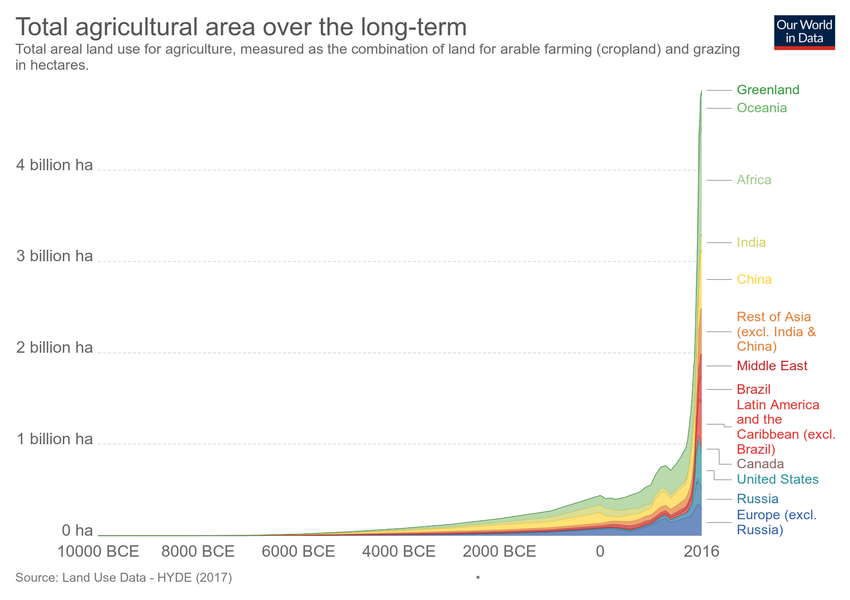 Total agricultural area over the long-term
Our World
in Data
Total areal land use for agriculture, measured as the combination of land for arable farming (cropland) and grazing
in hectares.
Greenland
Oceania
4 billion ha
Africa
India
3 billion ha
China
Rest of Asia
(excl. India &
China)
2 billion ha
Middle East
Brazil
Latin America
and the
Caribbean (excl.
Brazil)
1 billion ha
Canada
United States
Russia
Europe (excl.
Russia)
0 ha
10000 BCE 8000 BCE 6000 BCE 4000 BCE 2000 BCE 0 2016
Source: Land Use Data - HYDE (2017) •